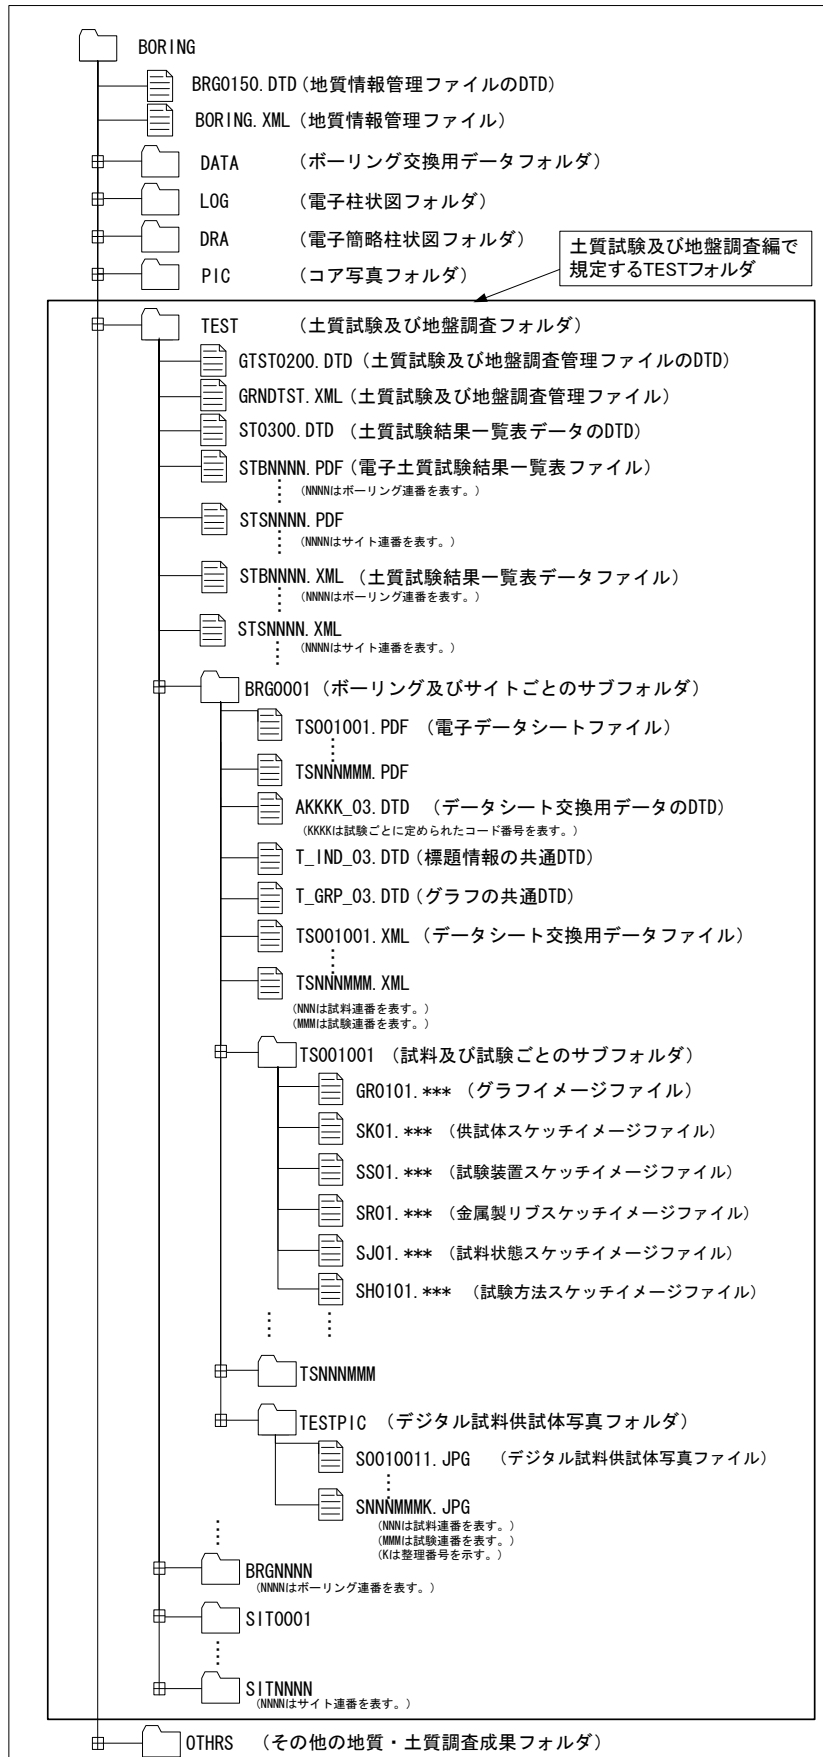 BORING
BRG0150.DTD (地質情報管理ファイルのDTD)
BORING.XML (地質情報管理ファイル)
DATA (ボーリング交換用データフォルダ)
LOG (電子柱状図フォルダ)
DRA (電子簡略柱状図フォルダ)
PIC (コア写真フォルダ)
土質試験及び地盤調査編で
規定するTESTフォルダ
TEST (土質試験及び地盤調査フォルダ)
GTST0200.DTD (土質試験及び地盤調査管理ファイルのDTD)
GRNDTST.XML (土質試験及び地盤調査管理ファイル)
ST0300.DTD (土質試験結果一覧表データのDTD)
STBNNNN.PDF (電子土質試験結果一覧表ファイル)
(NNNNはボーリング連番を表す。)
STSNNNN.PDF
(NNNNはサイト連番を表す。)
STBNNNN.XML (土質試験結果一覧表データファイル)
(NNNNはボーリング連番を表す。)
STSNNNN.XML
(NNNNはサイト連番を表す。)
BRG0001 (ボーリング及びサイトごとのサブフォルダ)
TS001001.PDF (電子データシートファイル)
TSNNNMMM.PDF
AKKKK_03.DTD (データシート交換用データのDTD)
(KKKKは試験ごとに定められたコード番号を表す。)
T_IND_03.DTD (標題情報の共通DTD)
T_GRP_03.DTD (グラフの共通DTD)
TS001001.XML (データシート交換用データファイル)
TSNNNMMM.XML
(NNNは試料連番を表す。)
(MMMは試験連番を表す。)
TS001001 (試料及び試験ごとのサブフォルダ)
GR0101.*** (グラフイメージファイル)
SK01.*** (供試体スケッチイメージファイル)
SS01.*** (試験装置スケッチイメージファイル)
SR01.*** (金属製リブスケッチイメージファイル)
SJ01.*** (試料状態スケッチイメージファイル)
SH0101.*** (試験方法スケッチイメージファイル)
TSNNNMMM
TESTPIC (デジタル試料供試体写真フォルダ)
S0010011.JPG (デジタル試料供試体写真ファイル)
SNNNMMMK.JPG
(NNNは試料連番を表す。)
(MMMは試験連番を表す。)
(Kは整理番号を示す。)
BRGNNNN
(NNNNはボーリング連番を表す。)
SIT0001
SITNNNN
(NNNNはサイト連番を表す。)
OTHRS (その他の地質・土質調査成果フォルダ)